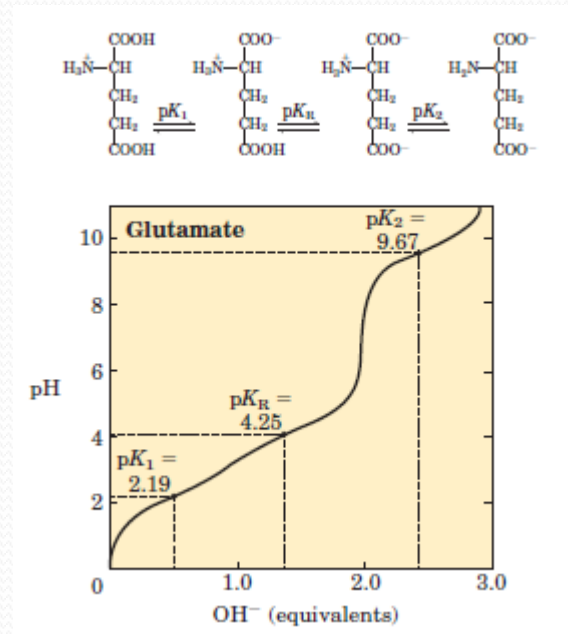 COOH COO⁻ COO⁻ COO⁻
H₃N⁺—CH H₃N⁺—CH H₃N⁺—CH H₂N—CH
CH₂ CH₂ CH₂ CH₂
CH₂ pK₁ CH₂ pK_R CH₂ pK₂ CH₂
COOH COOH COO⁻ COO⁻
Glutamate
pK₂ =
9.67
10
8
6
pH
pK_R =
4.25
4
pK₁ =
2.19
2
0 1.0 2.0 3.0
OH⁻ (equivalents)